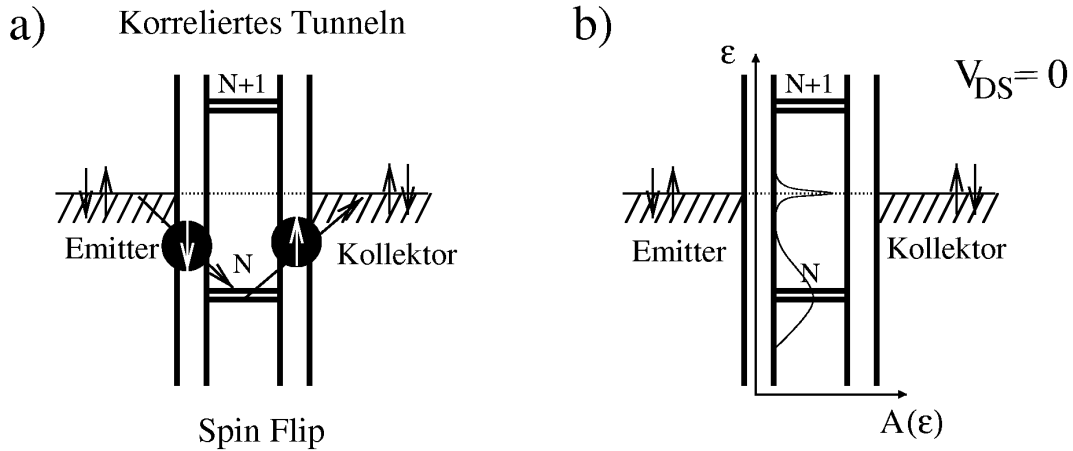 a)
Korreliertes Tunneln
N+1
Emitter
N
Kollektor
Spin Flip
b)
ε
N+1
V_DS = 0
Emitter
N
Kollektor
A(ε)